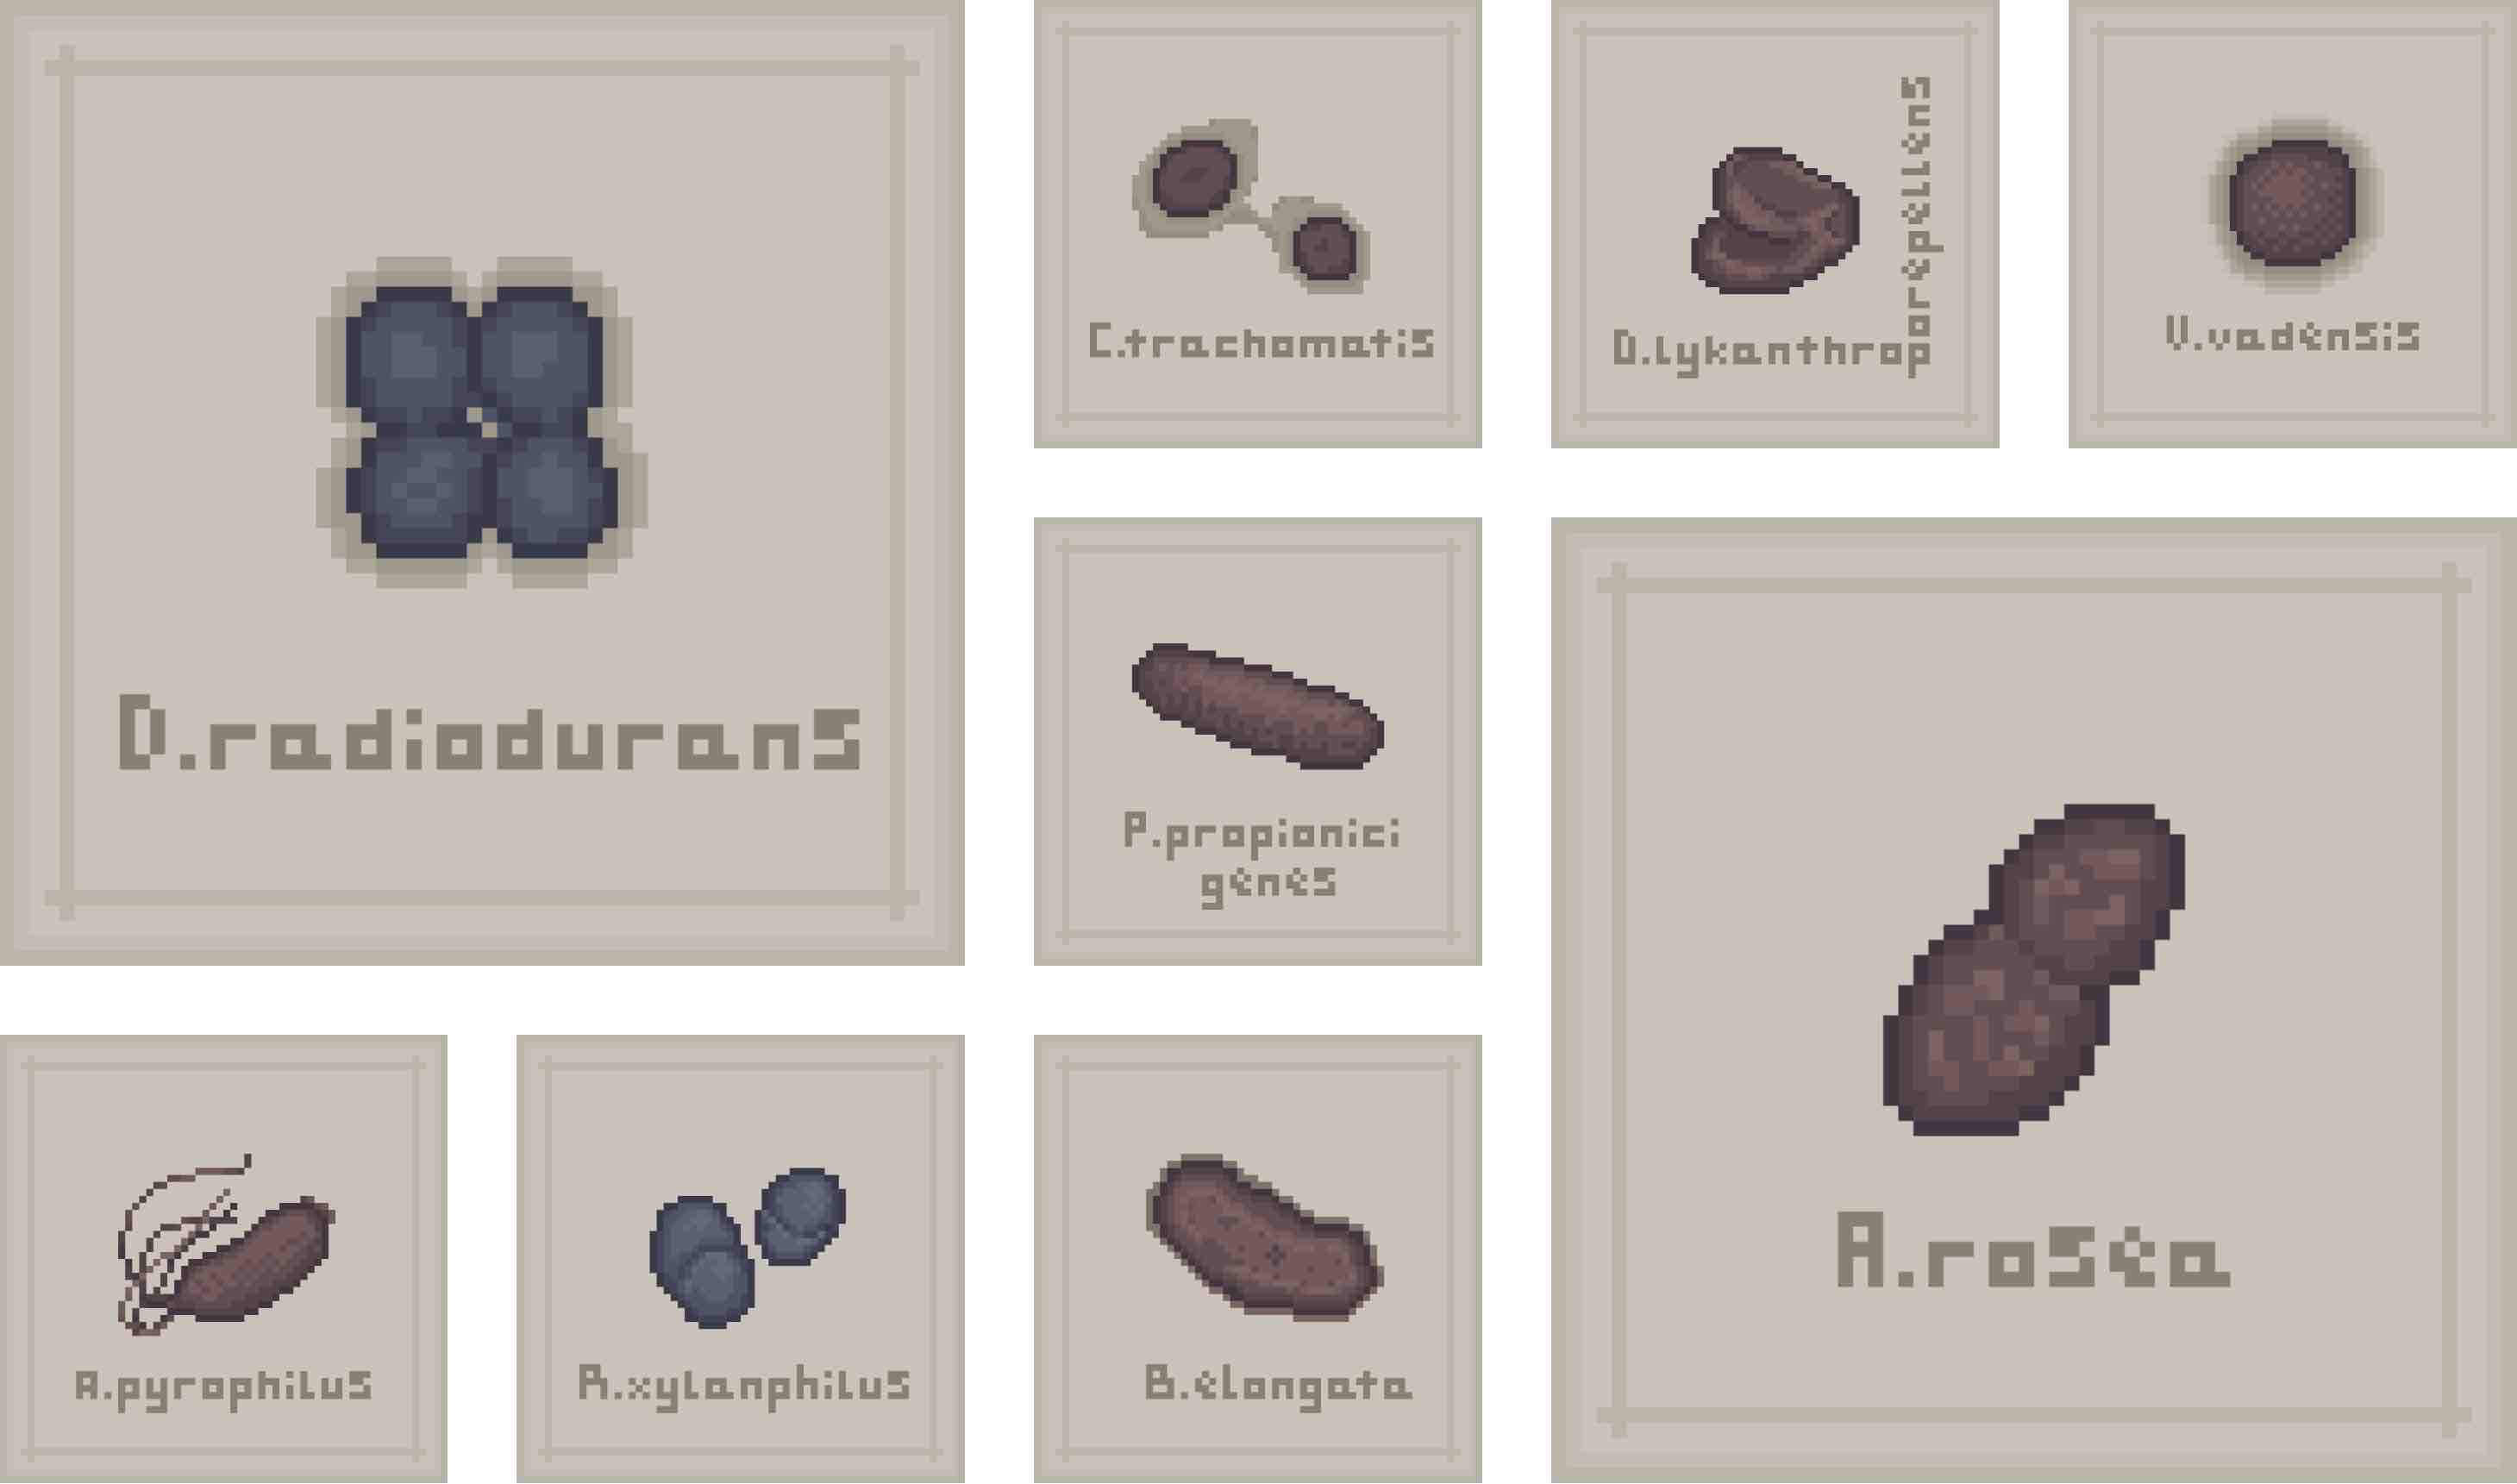 D.radiodurans
C.trachomatis
D.lykanthroporepellens
V.vadensis
P.propionici
genes
A.rosea
A.pyrophilus
R.xylanphilus
B.elongata